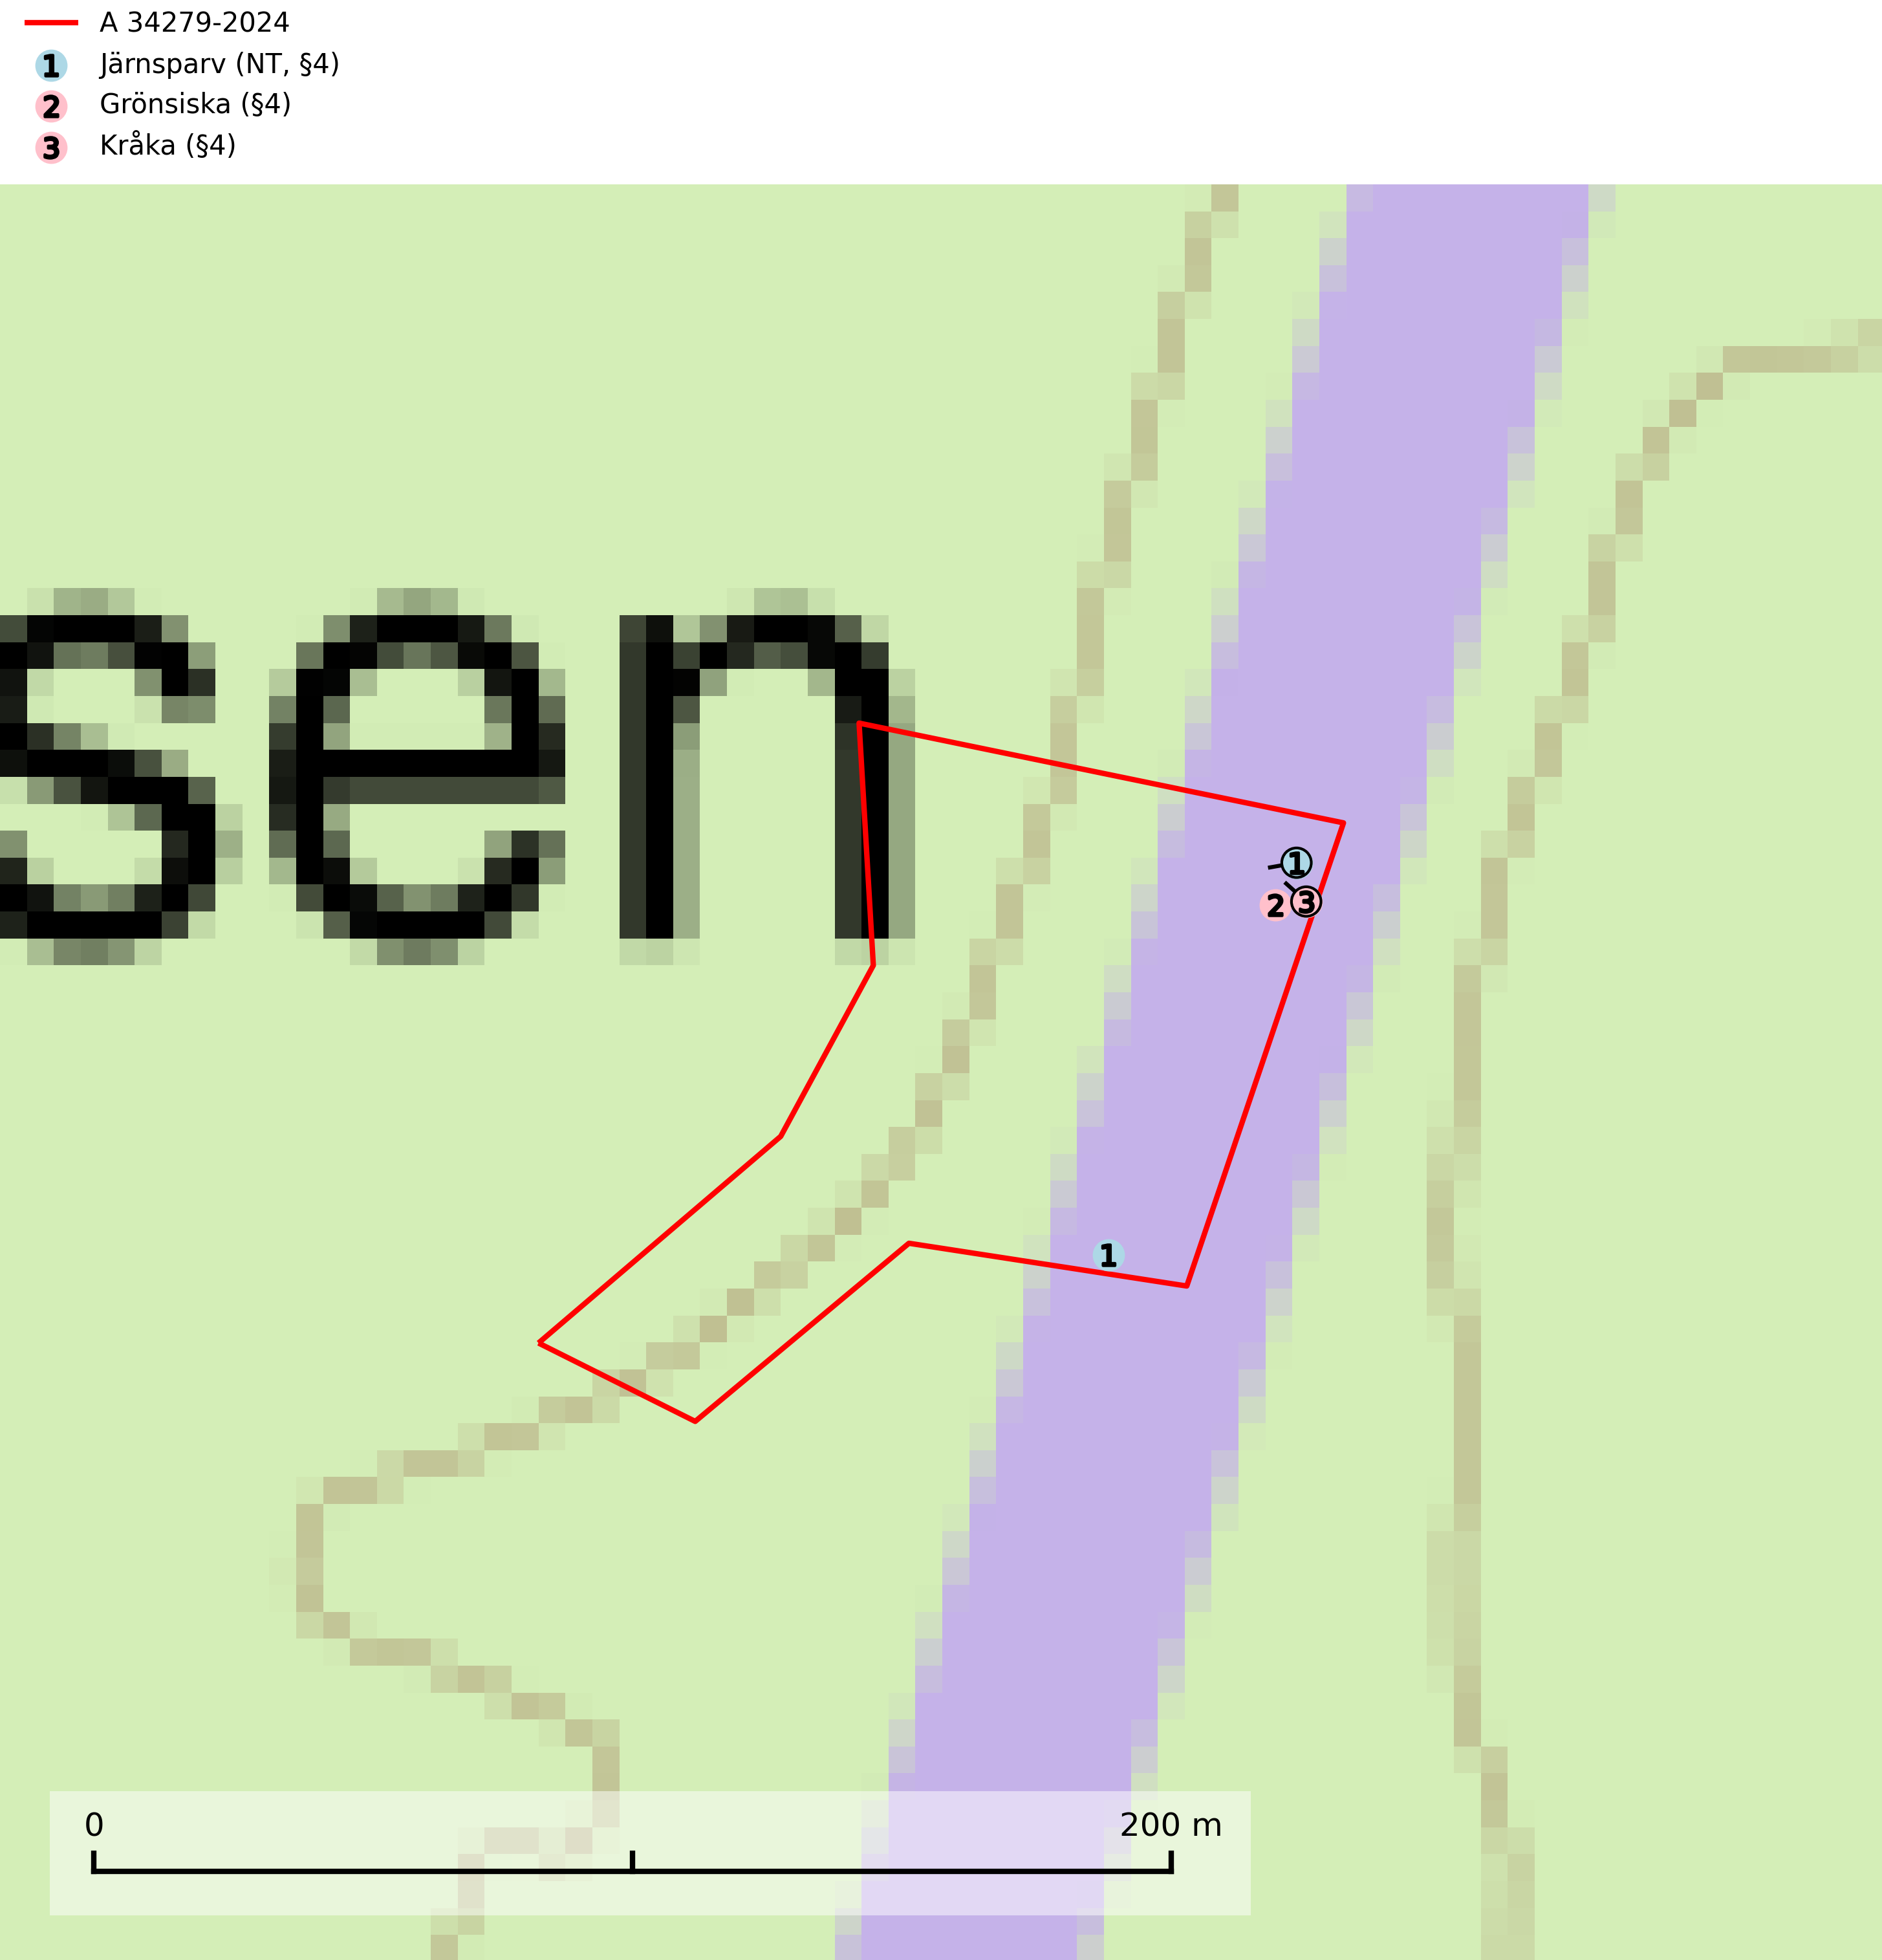 A 34279-2024
1 Järnsparv (NT, §4)
2 Grönsiska (§4)
3 Kråka (§4)
sen
1
2 3
1
0 200 m